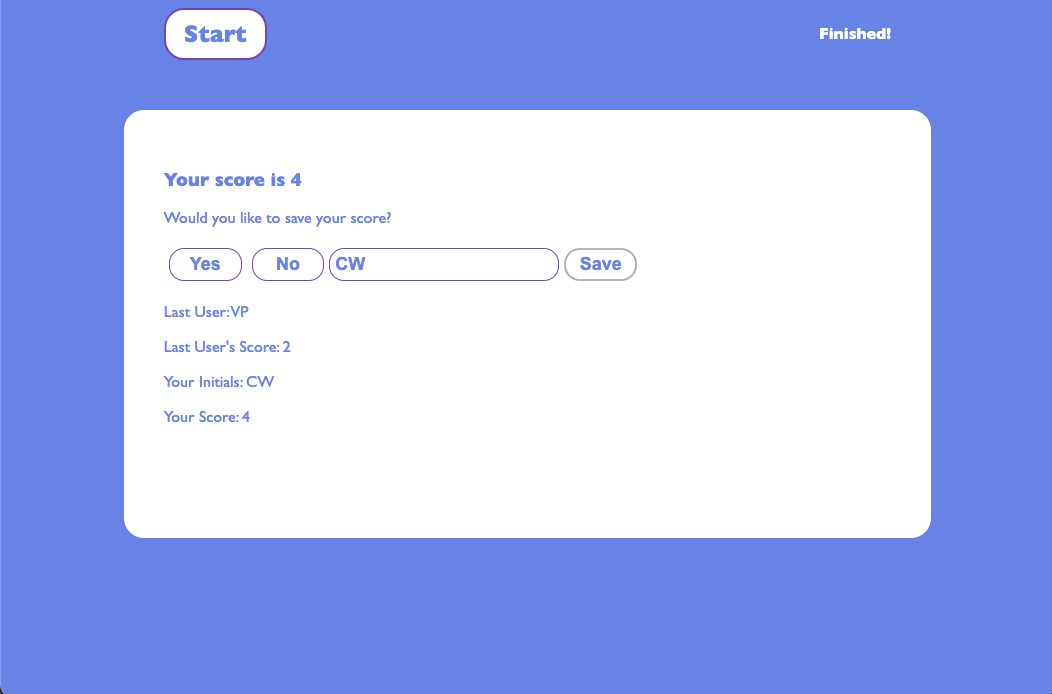 Start
Finished!
Your score is 4
Would you like to save your score?
Yes No CW Save
Last User:VP
Last User's Score: 2
Your Initials: CW
Your Score: 4